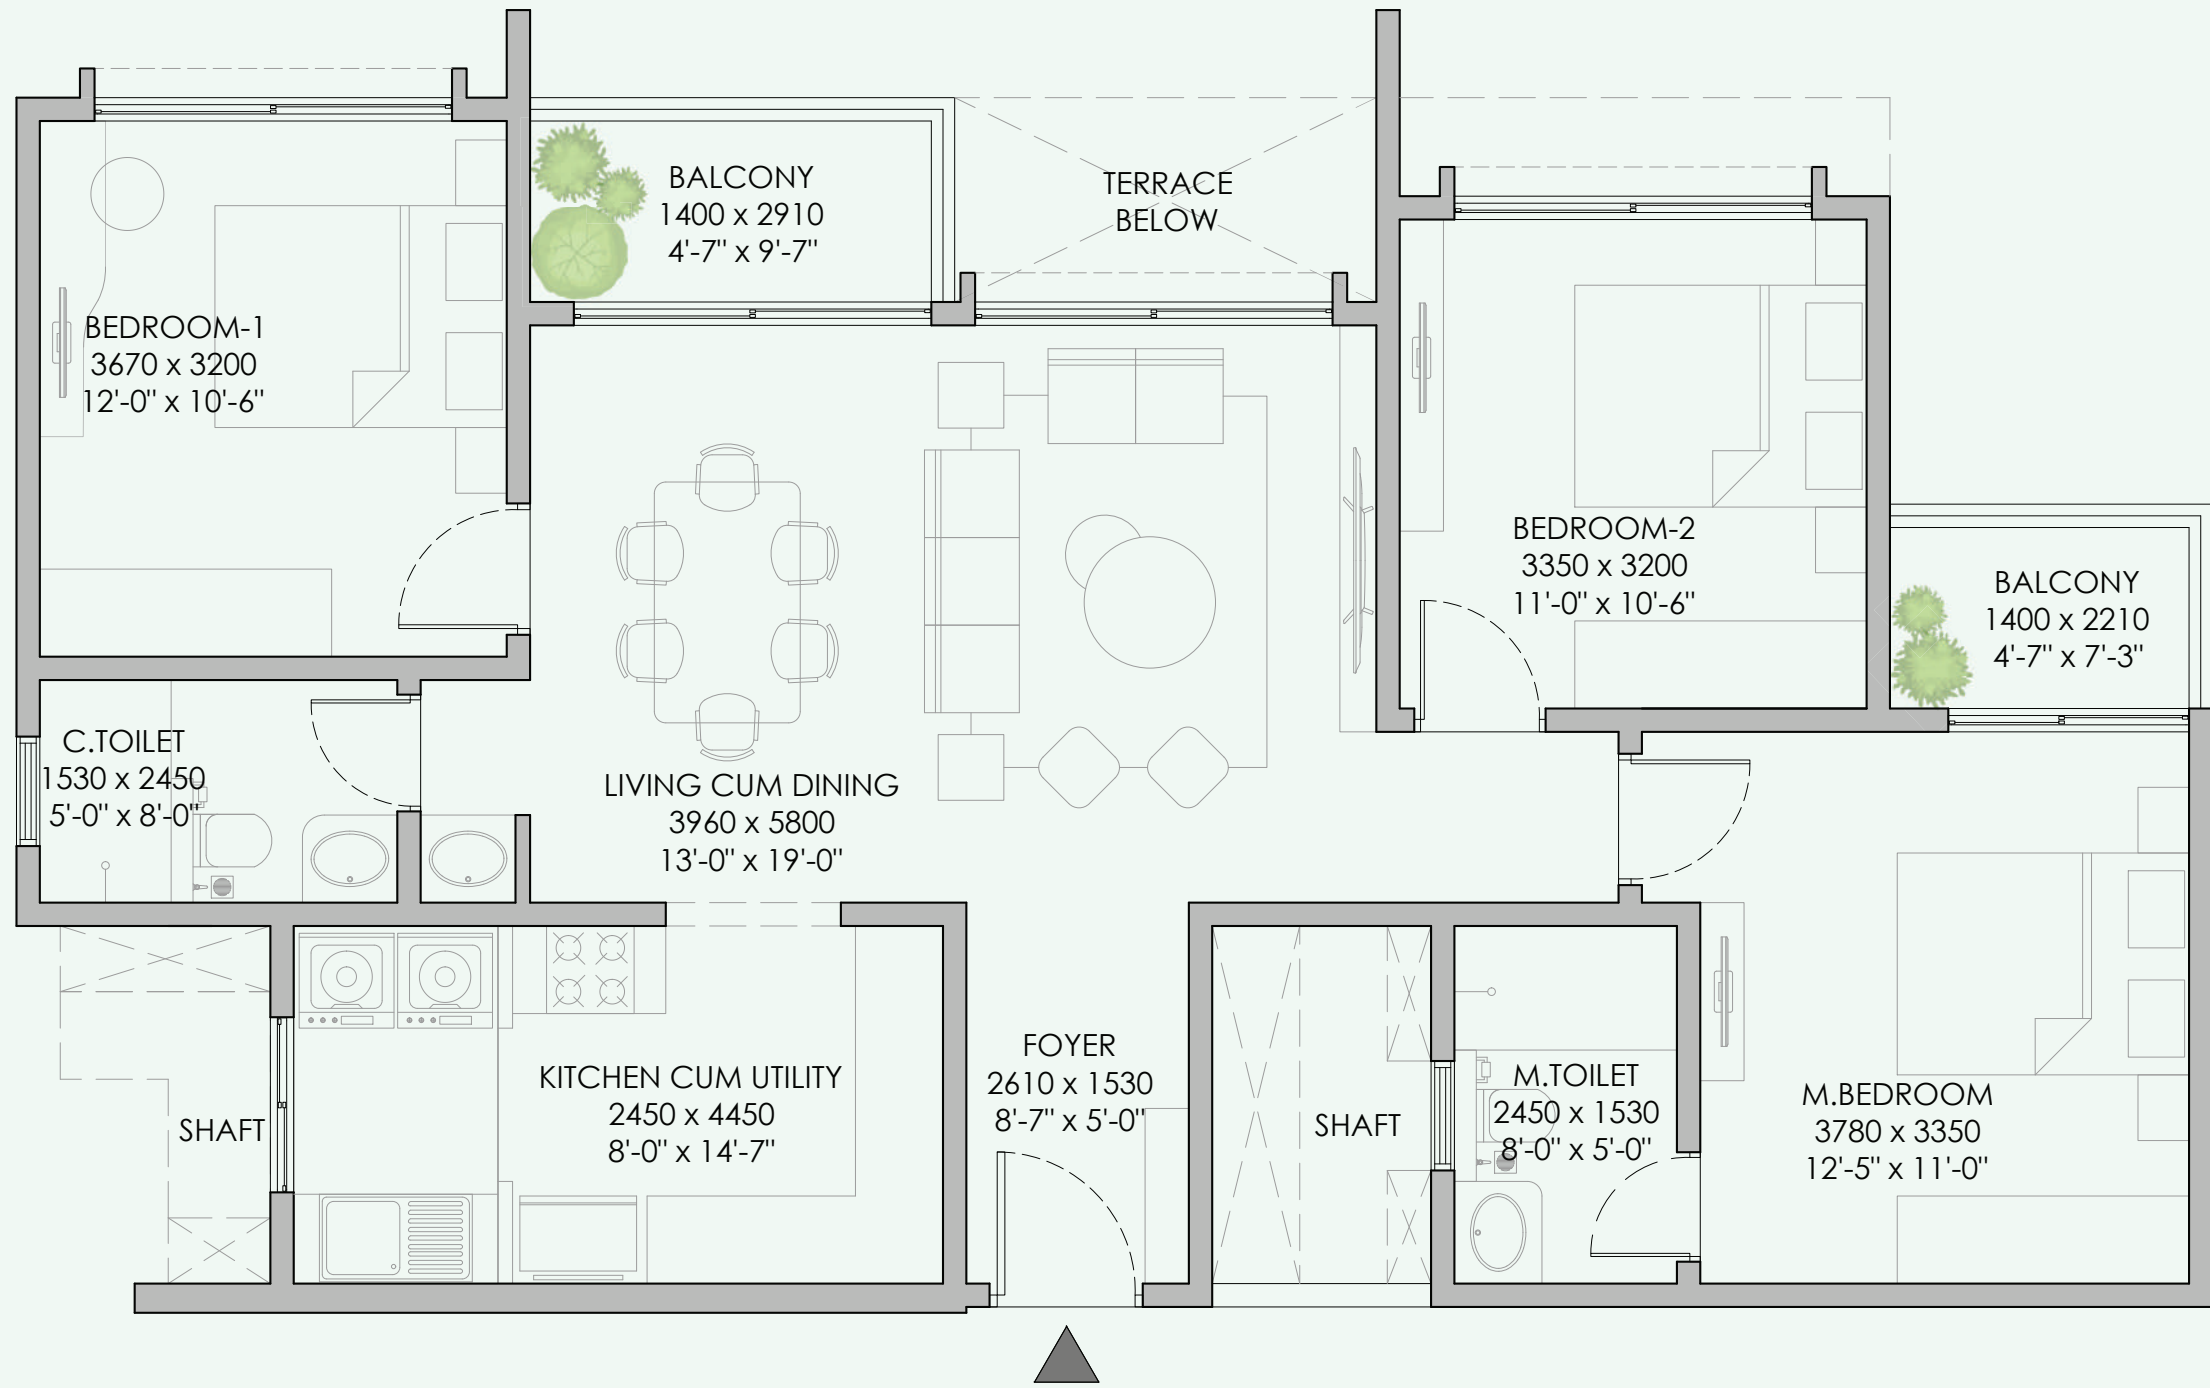 BALCONY
1400 x 2910
4'-7" x 9'-7"
TERRACE
BELOW
BEDROOM-1
3670 x 3200
12'-0" x 10'-6"
BEDROOM-2
3350 x 3200
11'-0" x 10'-6"
BALCONY
1400 x 2210
4'-7" x 7'-3"
C.TOILET
1530 x 2450
5'-0" x 8'-0"
LIVING CUM DINING
3960 x 5800
13'-0" x 19'-0"
SHAFT
KITCHEN CUM UTILITY
2450 x 4450
8'-0" x 14'-7"
FOYER
2610 x 1530
8'-7" x 5'-0"
SHAFT
M.TOILET
2450 x 1530
8'-0" x 5'-0"
M.BEDROOM
3780 x 3350
12'-5" x 11'-0"